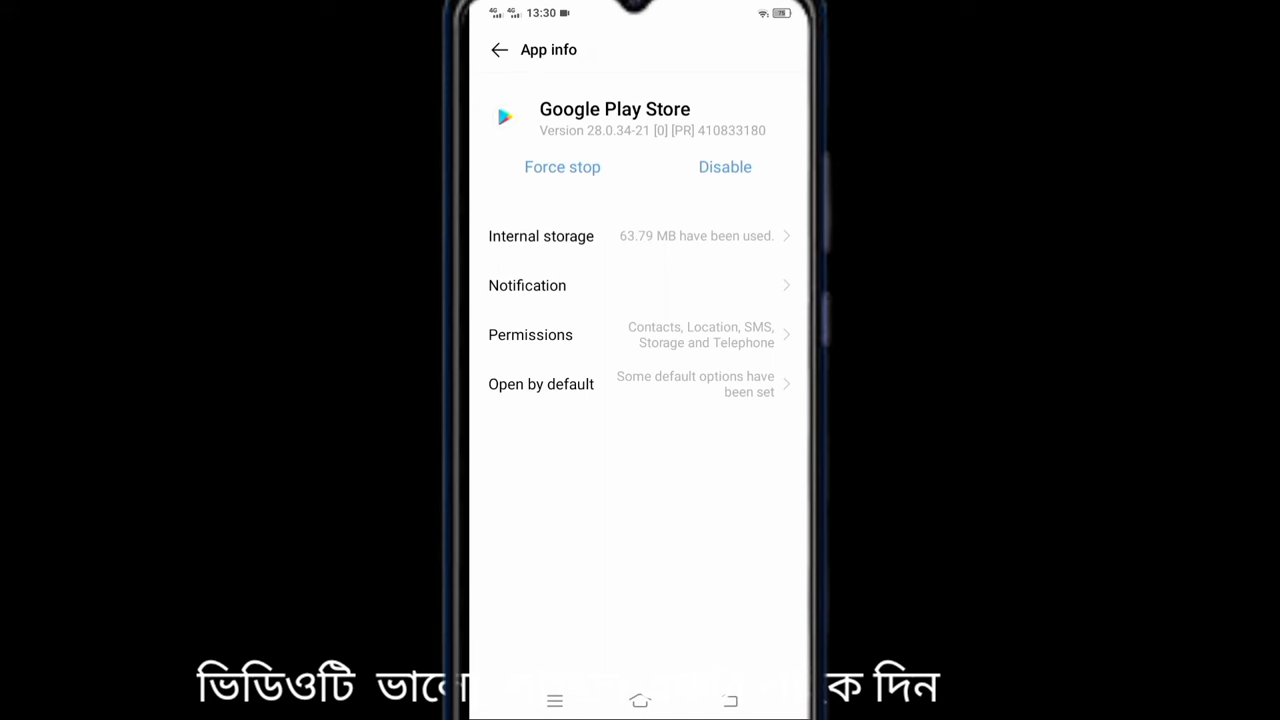 4G 4G 13:30 75
App info
Google Play Store
Version 28.0.34-21 [0] [PR] 410833180
Force stop Disable
Internal storage 63.79 MB have been used.
Notification
Permissions Contacts, Location, SMS,
Storage and Telephone
Open by default Some default options have
been set
ভিডিওটি দিন